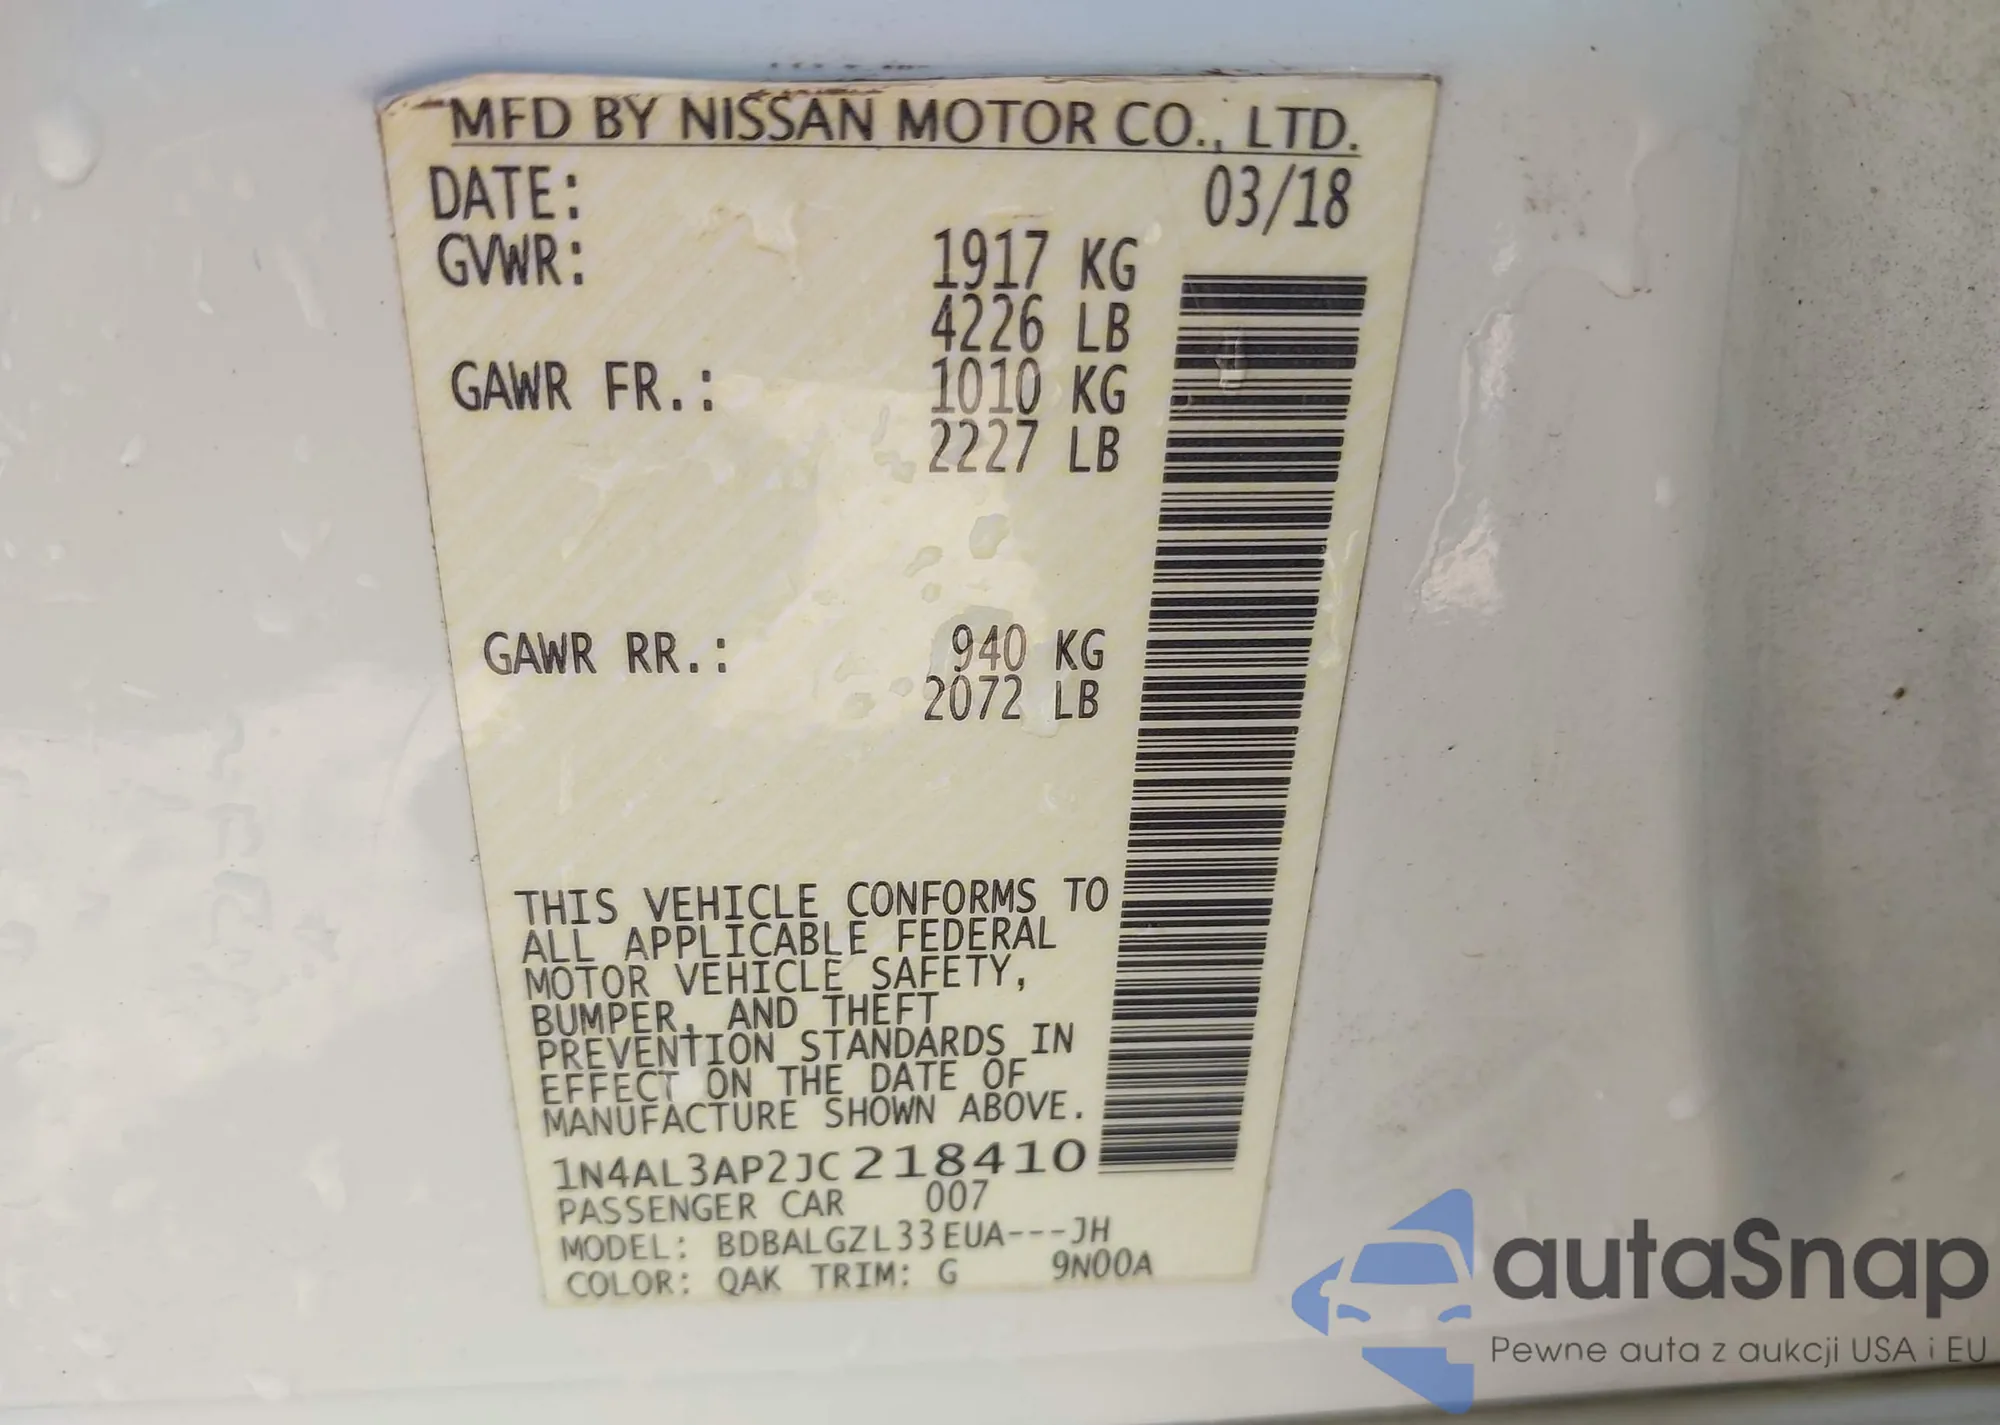 MFD BY NISSAN MOTOR CO., LTD.
DATE: 03/18
GVWR: 1917 KG
4226 LB
GAWR FR.: 1010 KG
2227 LB
GAWR RR.: 940 KG
2072 LB
THIS VEHICLE CONFORMS TO
ALL APPLICABLE FEDERAL
MOTOR VEHICLE SAFETY,
BUMPER, AND THEFT
PREVENTION STANDARDS IN
EFFECT ON THE DATE OF
MANUFACTURE SHOWN ABOVE.
1N4AL3AP2JC218410
PASSENGER CAR 007
MODEL: BDBALGZL33EUA---JH
COLOR: QAK TRIM: G 9N00A
autaSnap
Pewne auta z aukcji USA i EU